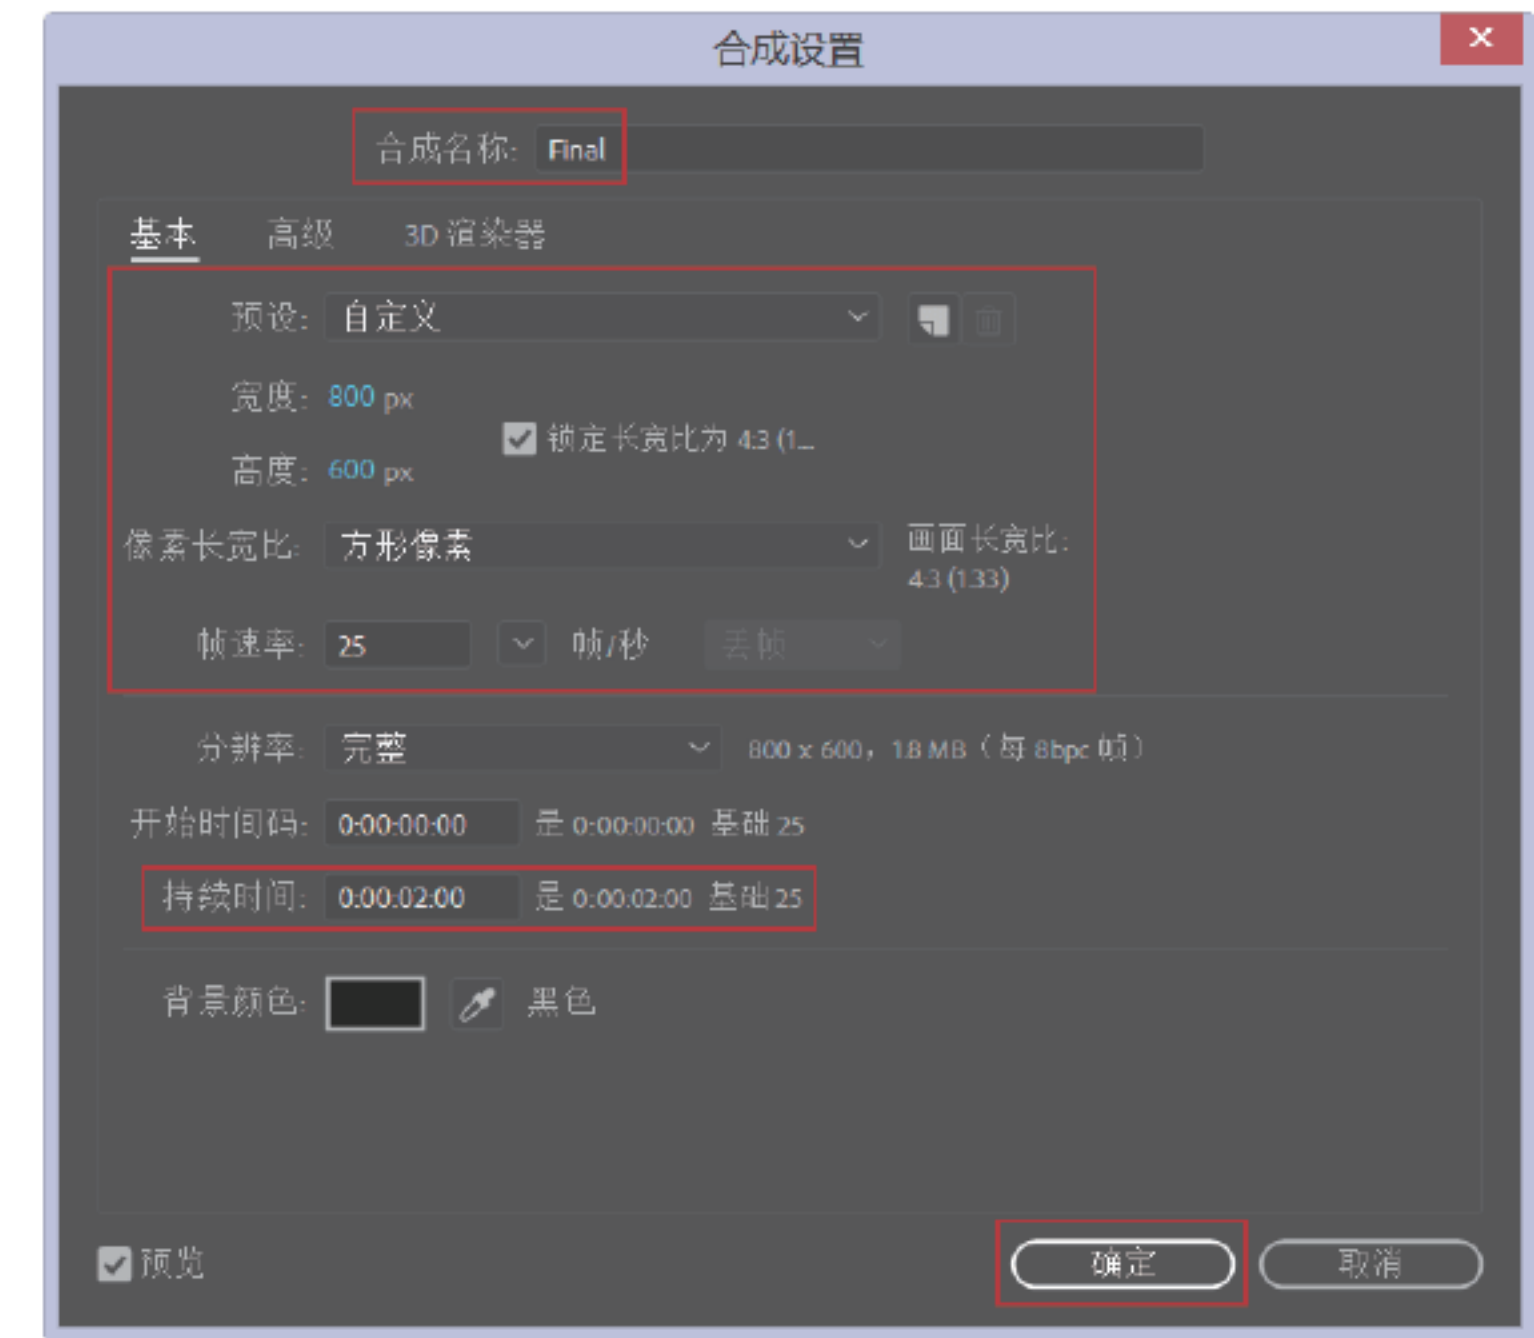 合成设置
合成名称: Final
基本 高级 3D 渲染器
预设: 自定义
宽度: 800 px
锁定长宽比为 4:3 (1...
高度: 600 px
像素长宽比: 方形像素 画面长宽比:
4:3 (1.33)
帧速率: 25 帧/秒 丢帧
分辨率: 完整 800 x 600，1.8 MB（每 8bpc 帧）
开始时间码: 0:00:00:00 是 0:00:00:00 基础 25
持续时间: 0:00:02:00 是 0:00:02:00 基础 25
背景颜色: 黑色
预览 确定 取消